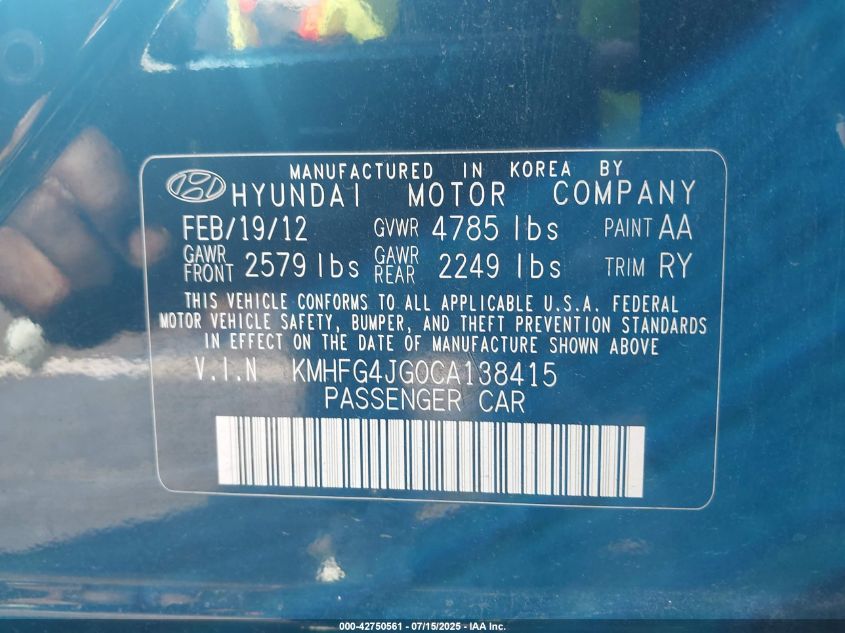 MANUFACTURED IN KOREA BY
HYUNDAI MOTOR COMPANY
FEB/19/12 GVWR 4785 lbs PAINT AA
GAWR FRONT 2579 lbs GAWR REAR 2249 lbs TRIM RY
THIS VEHICLE CONFORMS TO ALL APPLICABLE U.S.A. FEDERAL
MOTOR VEHICLE SAFETY, BUMPER, AND THEFT PREVENTION STANDARDS
IN EFFECT ON THE DATE OF MANUFACTURE SHOWN ABOVE
V.I.N KMHFG4JG0CA138415
PASSENGER CAR
000-42750561 - 07/15/2025 - IAA Inc.